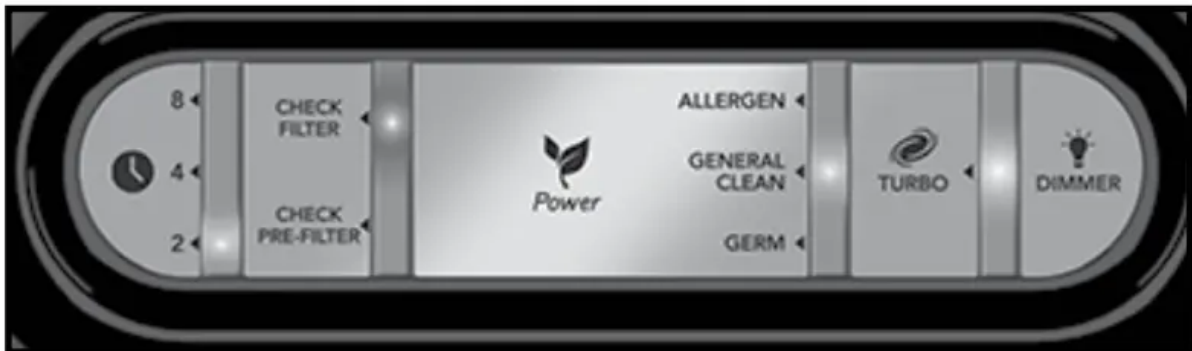 8
4
2
CHECK
FILTER
CHECK
PRE-FILTER
Power
ALLERGEN
GENERAL
CLEAN
GERM
TURBO
DIMMER